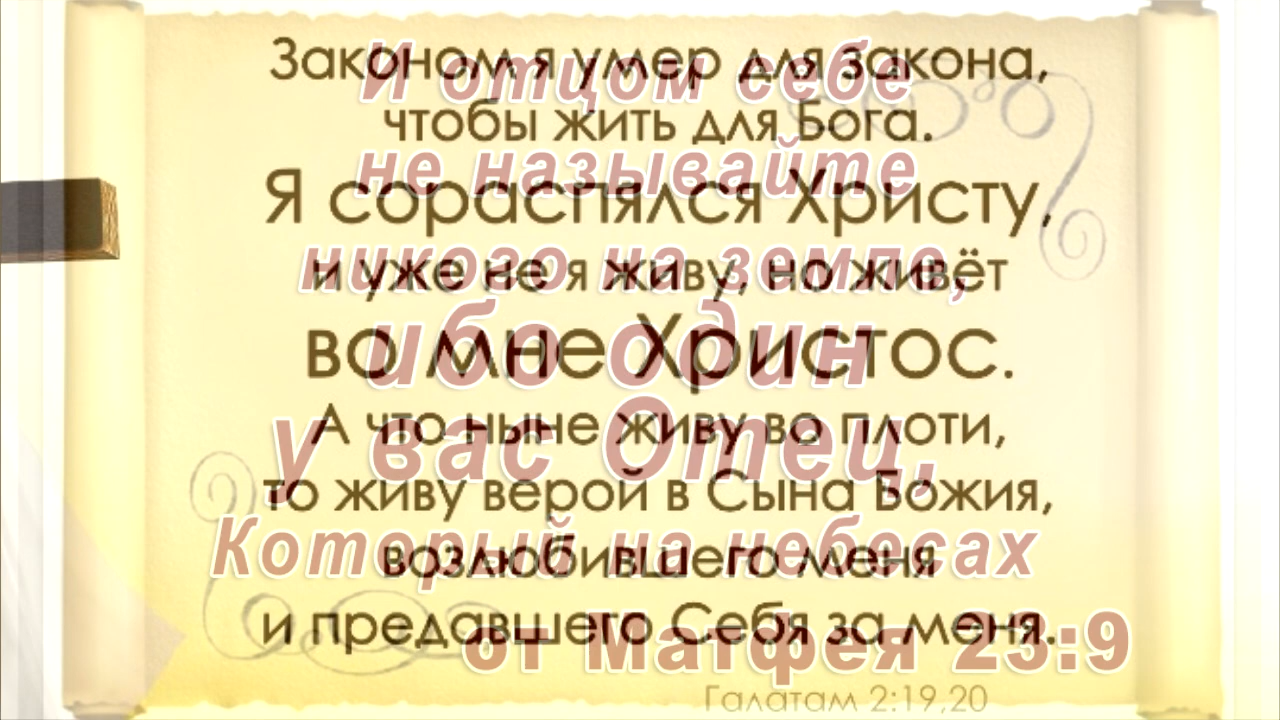 Законом я умер для закона,
чтобы жить для Бога.
Я сораспялся Христу,
и уже не я живу, но живёт
во мне Христос.
А что ныне живу во плоти,
то живу верой в Сына Божия,
возлюбившего меня
и предавшего Себя за меня.
Галатам 2:19,20
И отцом себе
не называйте
никого на земле,
ибо один
у вас Отец,
Который на небесах
от Матфея 23:9